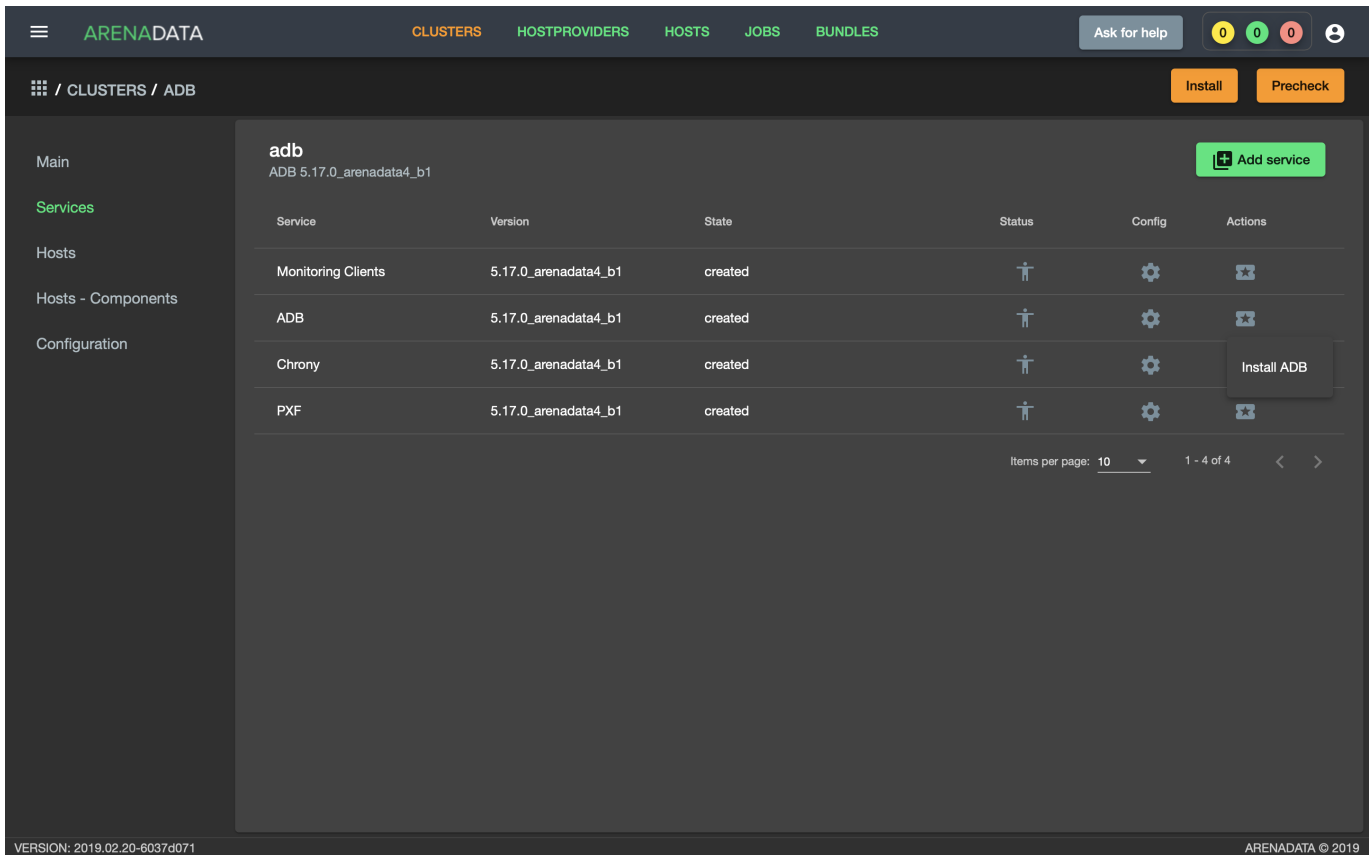 ARENADATA CLUSTERS HOSTPROVIDERS HOSTS JOBS BUNDLES Ask for help 0 0 0
/ CLUSTERS / ADB Install Precheck
Main
Services
Hosts
Hosts - Components
Configuration
adb
ADB 5.17.0_arenadata4_b1
Add service
Service Version State Status Config Actions
Monitoring Clients 5.17.0_arenadata4_b1 created
ADB 5.17.0_arenadata4_b1 created
Chrony 5.17.0_arenadata4_b1 created
Install ADB
PXF 5.17.0_arenadata4_b1 created
Items per page: 10 1 - 4 of 4
VERSION: 2019.02.20-6037d071 ARENADATA © 2019